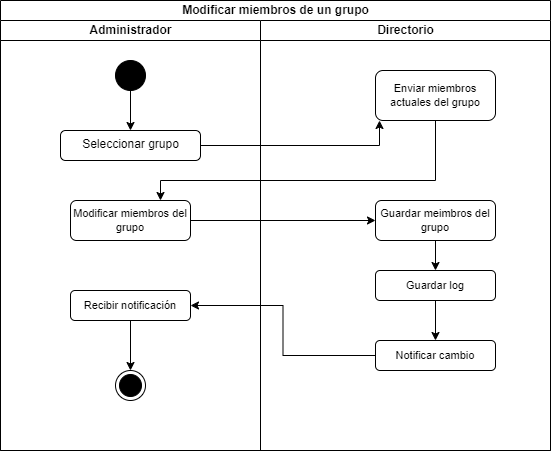 Modificar miembros de un grupo
Administrador
Directorio
Enviar miembros
actuales del grupo
Seleccionar grupo
Modificar miembros del
grupo
Guardar meimbros del
grupo
Guardar log
Recibir notificación
Notificar cambio